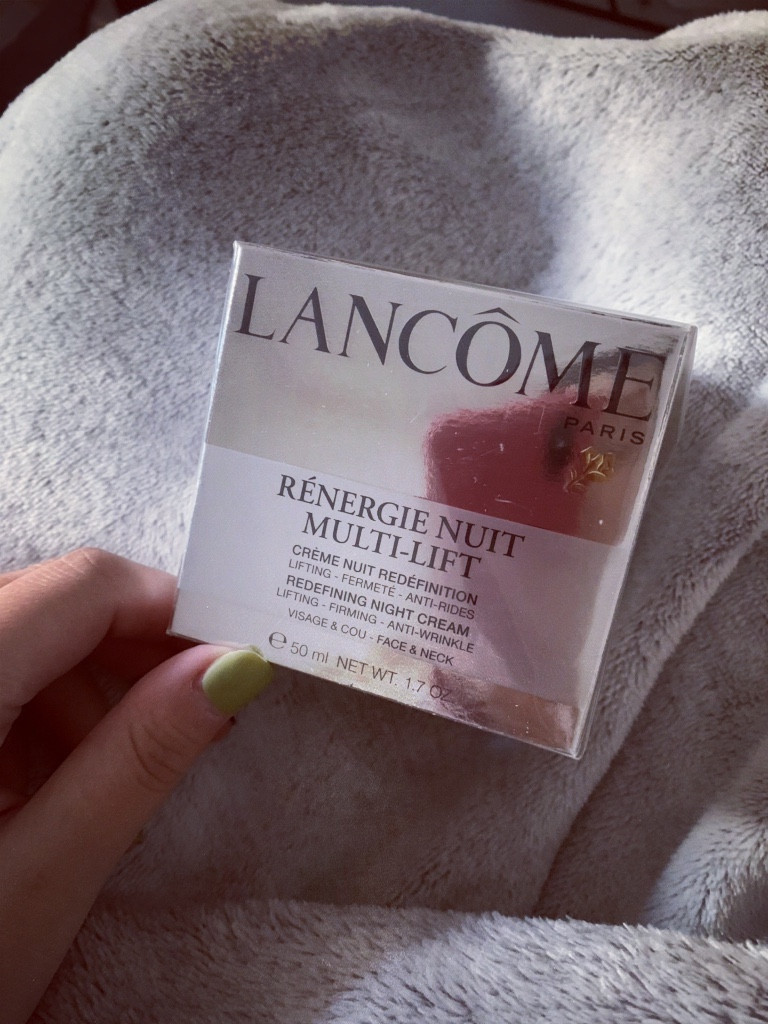 LANCÔME
PARIS
RÉNERGIE NUIT
MULTI-LIFT
CRÈME NUIT REDÉFINITION
LIFTING - FERMETÉ - ANTI-RIDES
REDEFINING NIGHT CREAM
LIFTING - FIRMING - ANTI-WRINKLE
VISAGE & COU - FACE & NECK
℮ 50 ml NET WT. 1.7 OZ.